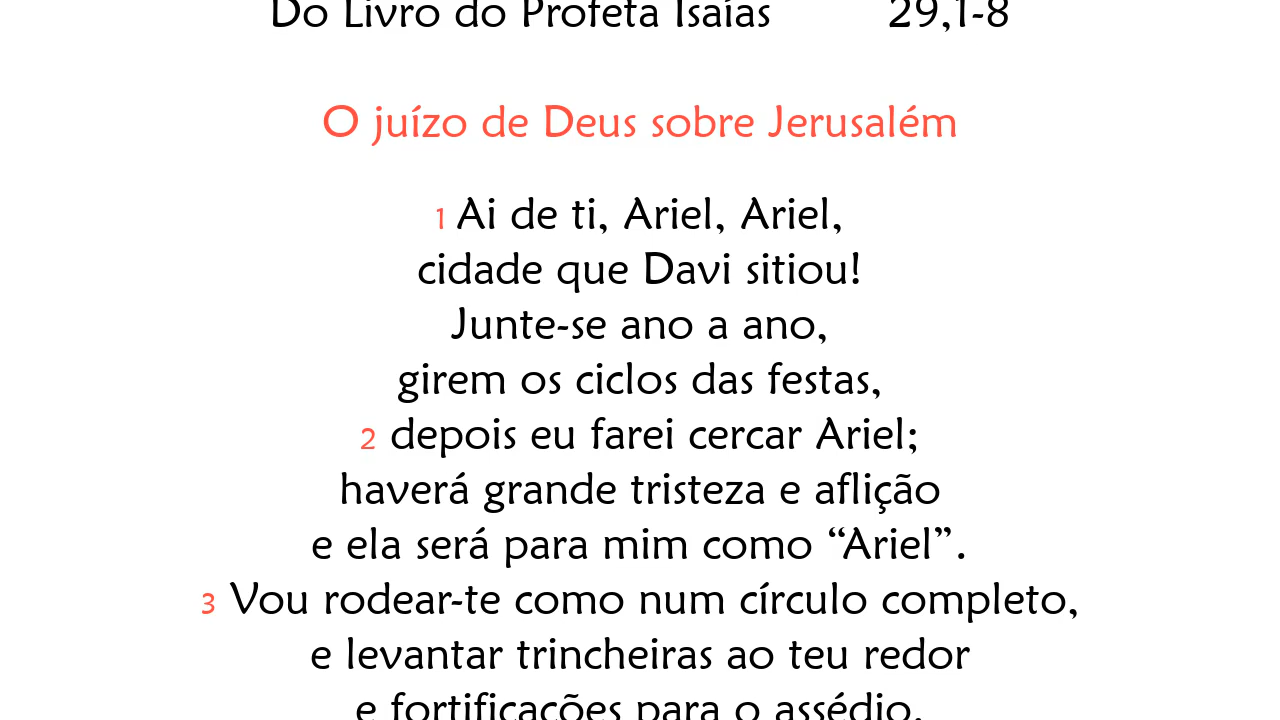 Do Livro do Profeta Isaías 29,1-8
O juízo de Deus sobre Jerusalém
1 Ai de ti, Ariel, Ariel,
cidade que Davi sitiou!
Junte-se ano a ano,
girem os ciclos das festas,
2 depois eu farei cercar Ariel;
haverá grande tristeza e aflição
e ela será para mim como “Ariel”.
3 Vou rodear-te como num círculo completo,
e levantar trincheiras ao teu redor
e fortificações para o assédio.